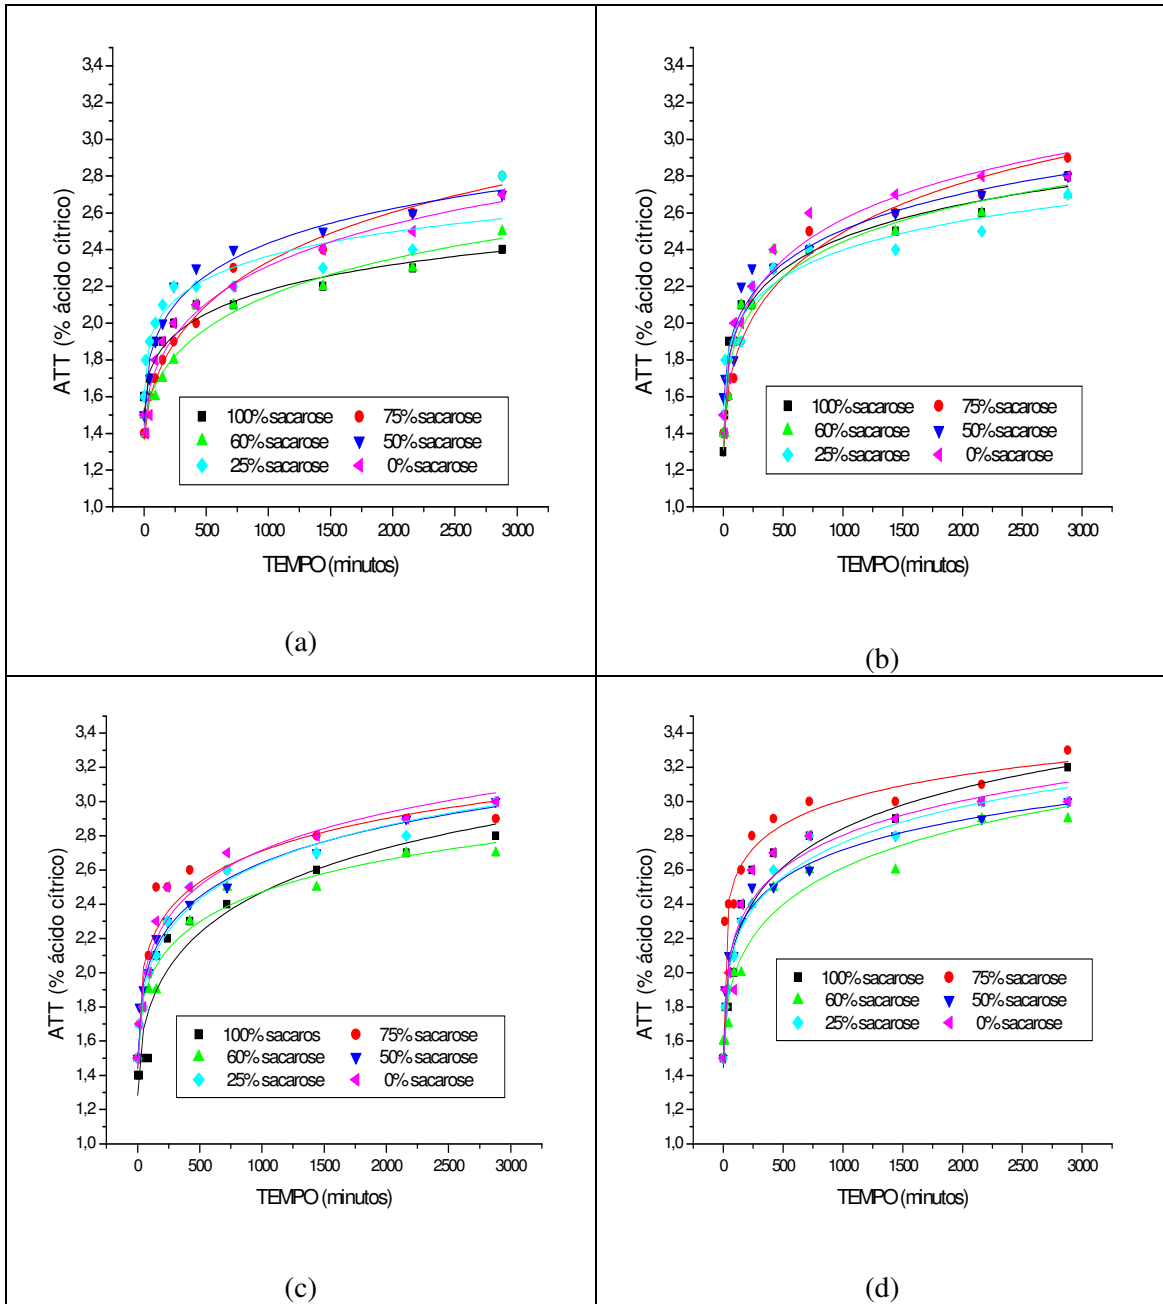 3,4
3,2
3,0
2,8
2,6
2,4
2,2
2,0
1,8
1,6
1,4
1,2
1,0
ATT (% ácido cítrico)
100% sacarose 75% sacarose
60% sacarose 50% sacarose
25% sacarose 0% sacarose
0 500 1000 1500 2000 2500 3000
TEMPO (minutos)
(a)
3,4
3,2
3,0
2,8
2,6
2,4
2,2
2,0
1,8
1,6
1,4
1,2
1,0
ATT (% ácido cítrico)
100% sacarose 75% sacarose
60% sacarose 50% sacarose
25% sacarose 0% sacarose
0 500 1000 1500 2000 2500 3000
TEMPO (minutos)
(b)
3,4
3,2
3,0
2,8
2,6
2,4
2,2
2,0
1,8
1,6
1,4
1,2
1,0
ATT (% ácido cítrico)
100% sacaros 75% sacarose
60% sacarose 50% sacarose
25% sacarose 0% sacarose
0 500 1000 1500 2000 2500 3000
TEMPO (minutos)
(c)
3,4
3,2
3,0
2,8
2,6
2,4
2,2
2,0
1,8
1,6
1,4
1,2
1,0
ATT (% ácido cítrico)
100% sacarose 75% sacarose
60% sacarose 50% sacarose
25% sacarose 0% sacarose
0 500 1000 1500 2000 2500 3000
TEMPO (minutos)
(d)